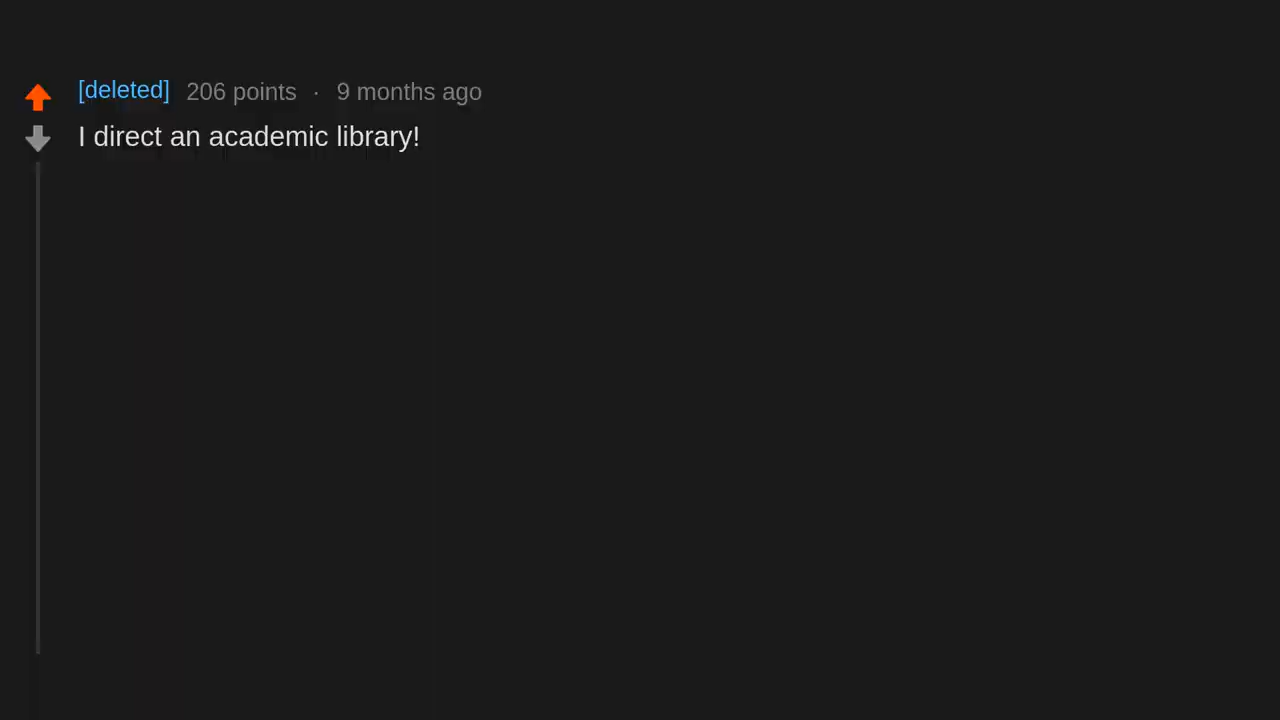 [deleted] 206 points · 9 months ago
I direct an academic library!